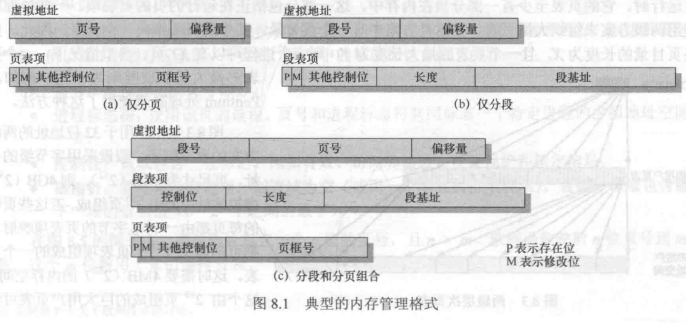 虚拟地址
页号 偏移量
页表项
P M 其他控制位 页框号
(a) 仅分页
虚拟地址
段号 偏移量
段表项
P M 其他控制位 长度 段基址
(b) 仅分段
虚拟地址
段号 页号 偏移量
段表项
控制位 长度 段基址
页表项
P M 其他控制位 页框号
P 表示存在位
M 表示修改位
(c) 分段和分页组合
图 8.1 典型的内存管理格式